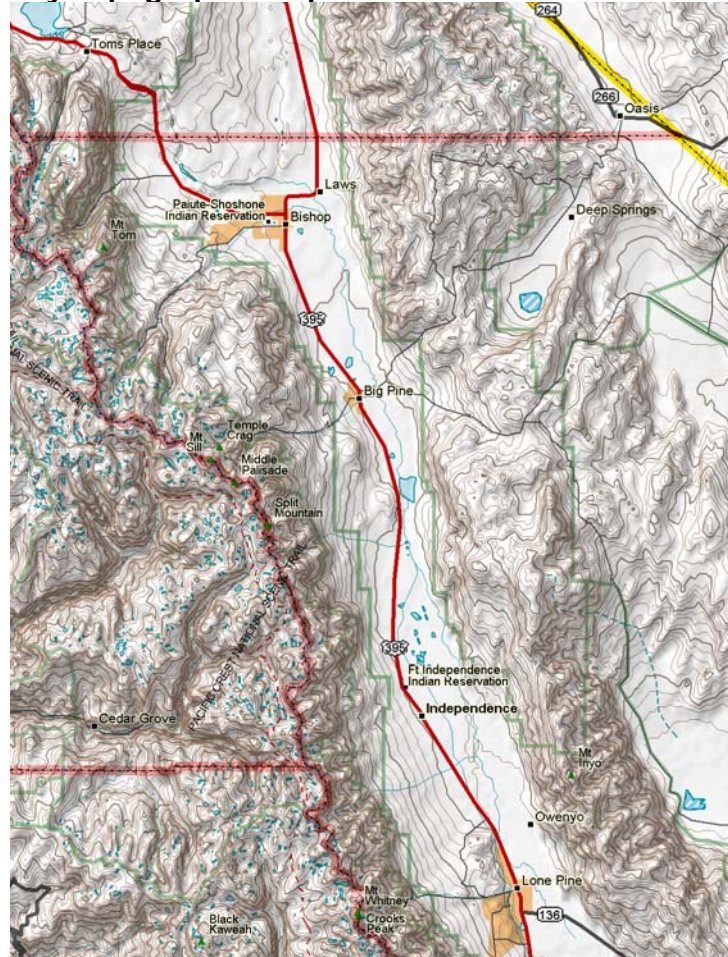 264
Toms Place
266
Oasis
Laws
Paiute-Shoshone
Indian Reservation
Bishop
Deep Springs
Mt
Tom
395
Big Pine
Temple
Crag
Mt
Sill
Middle
Palisade
Split
Mountain
PACIFIC CREST NATIONAL SCENIC TRAIL
395
Ft Independence
Indian Reservation
Independence
Cedar Grove
Mt
Inyo
Owenyo
Lone Pine
Mt
Whitney
Crooks
Peak
136
Black
Kaweah
SCENIC TRAIL